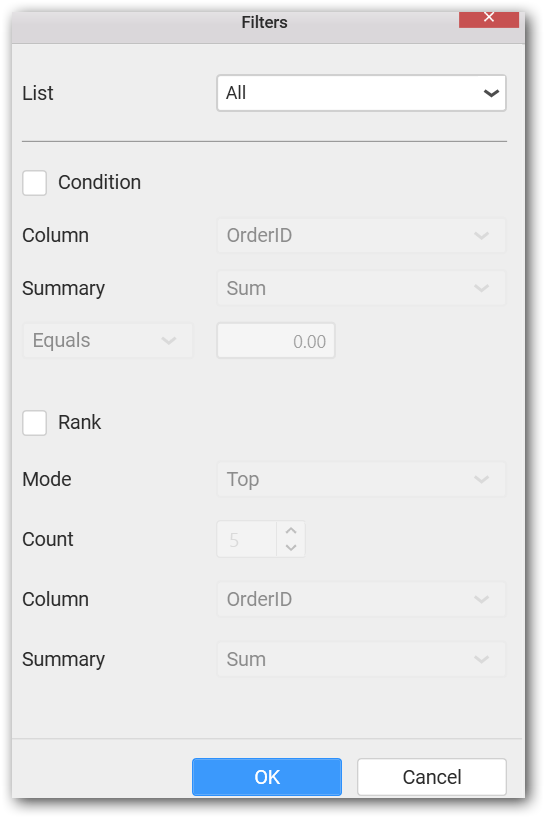 Filters
List All
Condition
Column OrderID
Summary Sum
Equals 0.00
Rank
Mode Top
Count 5
Column OrderID
Summary Sum
OK Cancel